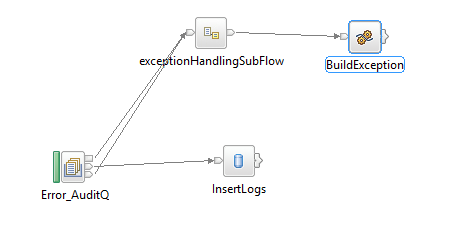 exceptionHandlingSubFlow
BuildException
Error_AuditQ
InsertLogs